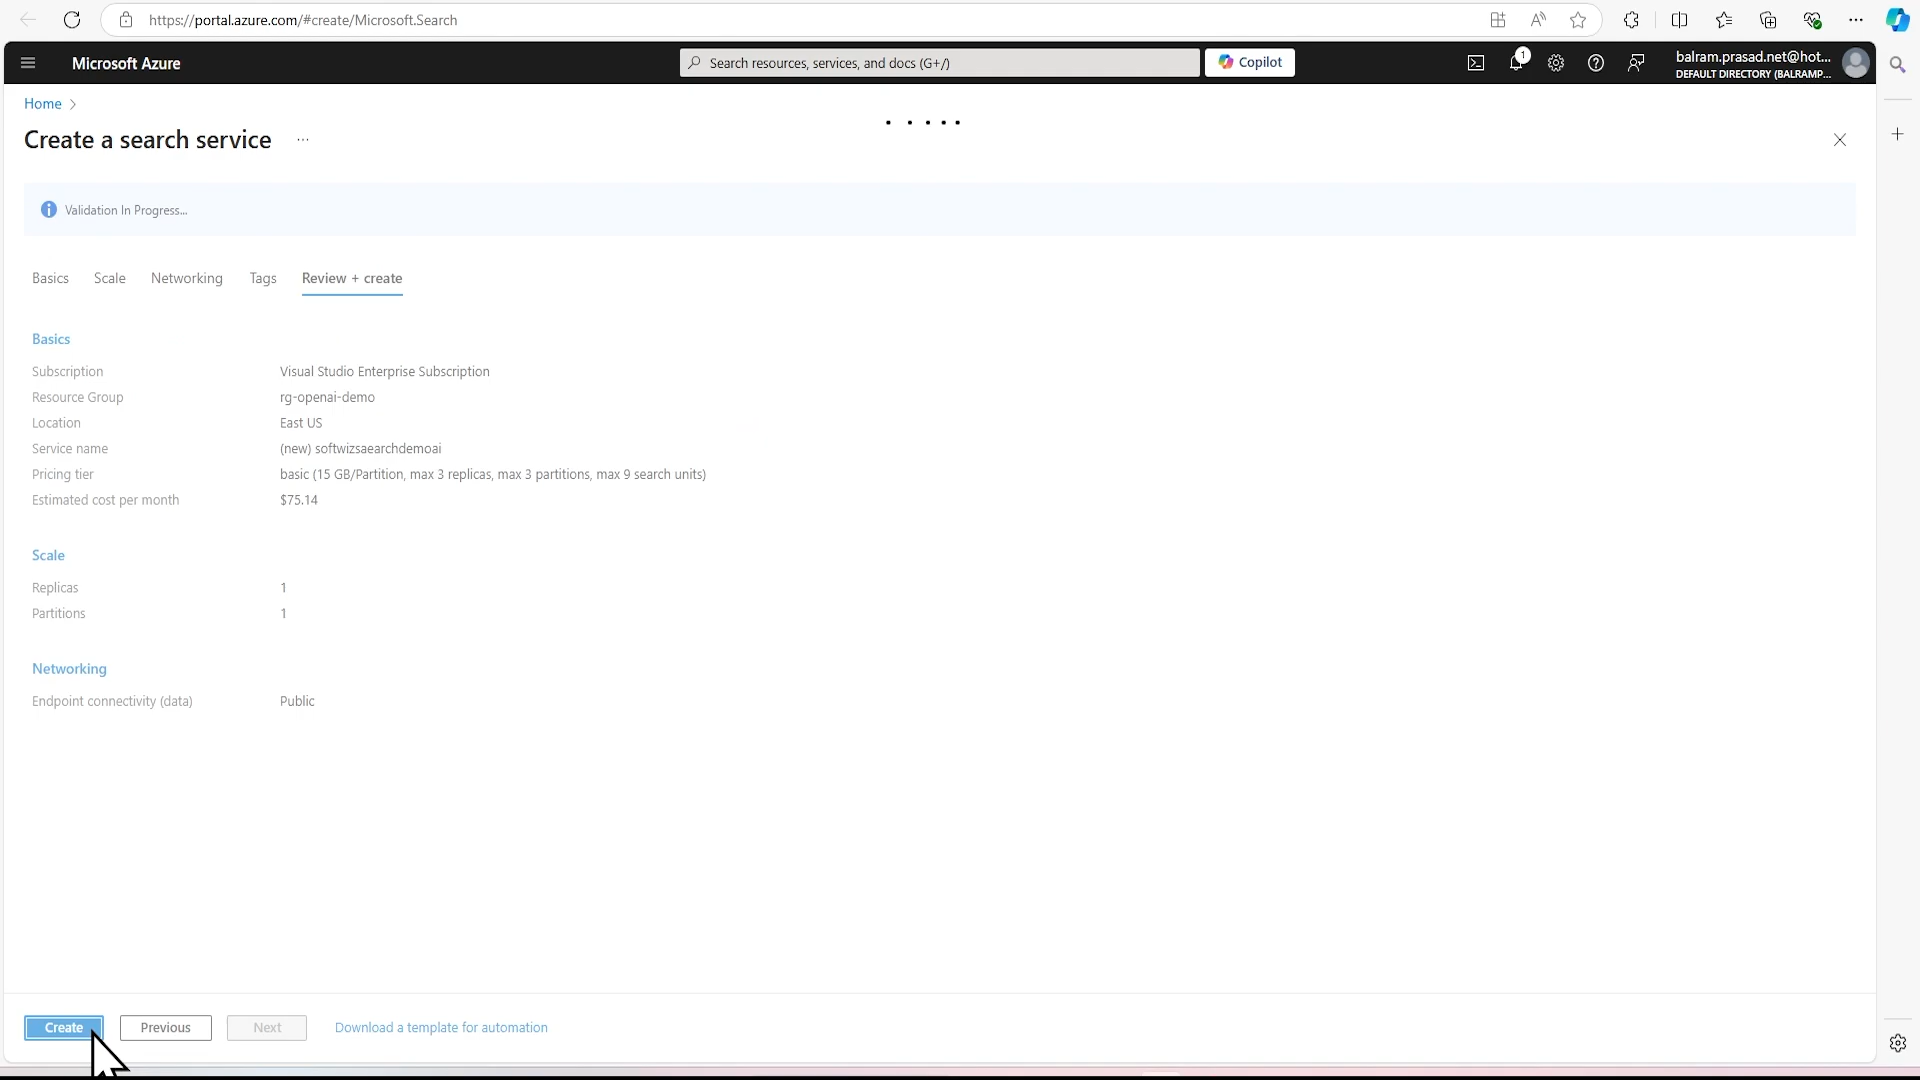 https://portal.azure.com/#create/Microsoft.Search
Microsoft Azure
Search resources, services, and docs (G+/)
Copilot
1
balram.prasad.net@hot...
DEFAULT DIRECTORY (BALRAMP...
Home
Create a search service
Validation In Progress...
Basics Scale Networking Tags Review + create
Basics
Subscription Visual Studio Enterprise Subscription
Resource Group rg-openai-demo
Location East US
Service name (new) softwizsaearchdemoai
Pricing tier basic (15 GB/Partition, max 3 replicas, max 3 partitions, max 9 search units)
Estimated cost per month $75.14
Scale
Replicas 1
Partitions 1
Networking
Endpoint connectivity (data) Public
Create Previous Next Download a template for automation